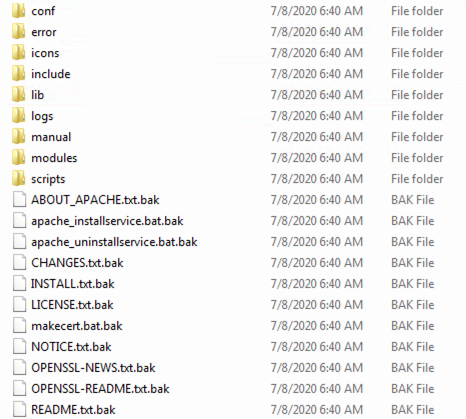 conf 7/8/2020 6:40 AM File folder
error 7/8/2020 6:40 AM File folder
icons 7/8/2020 6:40 AM File folder
include 7/8/2020 6:40 AM File folder
lib 7/8/2020 6:40 AM File folder
logs 7/8/2020 6:40 AM File folder
manual 7/8/2020 6:40 AM File folder
modules 7/8/2020 6:40 AM File folder
scripts 7/8/2020 6:40 AM File folder
ABOUT_APACHE.txt.bak 7/8/2020 6:40 AM BAK File
apache_installservice.bat.bak 7/8/2020 6:40 AM BAK File
apache_uninstallservice.bat.bak 7/8/2020 6:40 AM BAK File
CHANGES.txt.bak 7/8/2020 6:40 AM BAK File
INSTALL.txt.bak 7/8/2020 6:40 AM BAK File
LICENSE.txt.bak 7/8/2020 6:40 AM BAK File
makecert.bat.bak 7/8/2020 6:40 AM BAK File
NOTICE.txt.bak 7/8/2020 6:40 AM BAK File
OPENSSL-NEWS.txt.bak 7/8/2020 6:40 AM BAK File
OPENSSL-README.txt.bak 7/8/2020 6:40 AM BAK File
README.txt.bak 7/8/2020 6:40 AM BAK File